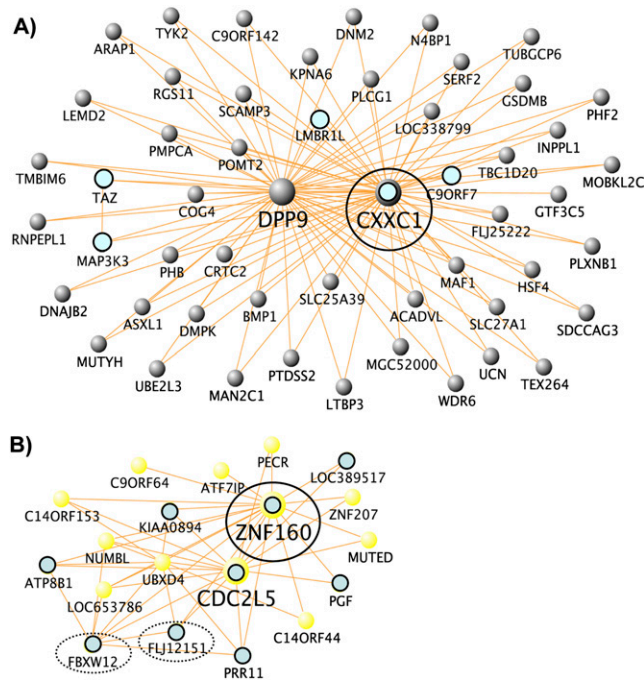 A)
TYK2
C9ORF142
DNM2
N4BP1
ARAP1
TUBGCP6
KPNA6
SERF2
RGS11
PLCG1
GSDMB
LEMD2
SCAMP3
PHF2
LMBR1L
LOC338799
INPPL1
PMPCA
POMT2
TBC1D20
TMBIM6
MOBKL2C
TAZ
C9ORF7
COG4
DPP9
CXXC1
GTF3C5
RNPEPL1
FLJ25222
MAP3K3
PLXNB1
PHB
CRTC2
MAF1
HSF4
DNAJB2
SLC25A39
ASXL1
DMPK
BMP1
ACADVL
SLC27A1
SDCCAG3
MUTYH
MGC52000
UBE2L3
PTDSS2
UCN
TEX264
MAN2C1
LTBP3
WDR6
B)
PECR
LOC389517
C9ORF64
ATF7IP
C14ORF153
ZNF207
KIAA0894
ZNF160
NUMBL
MUTED
ATP8B1
UBXD4
CDC2L5
LOC653786
PGF
C14ORF44
FLJ12151
FBXW12
PRR11